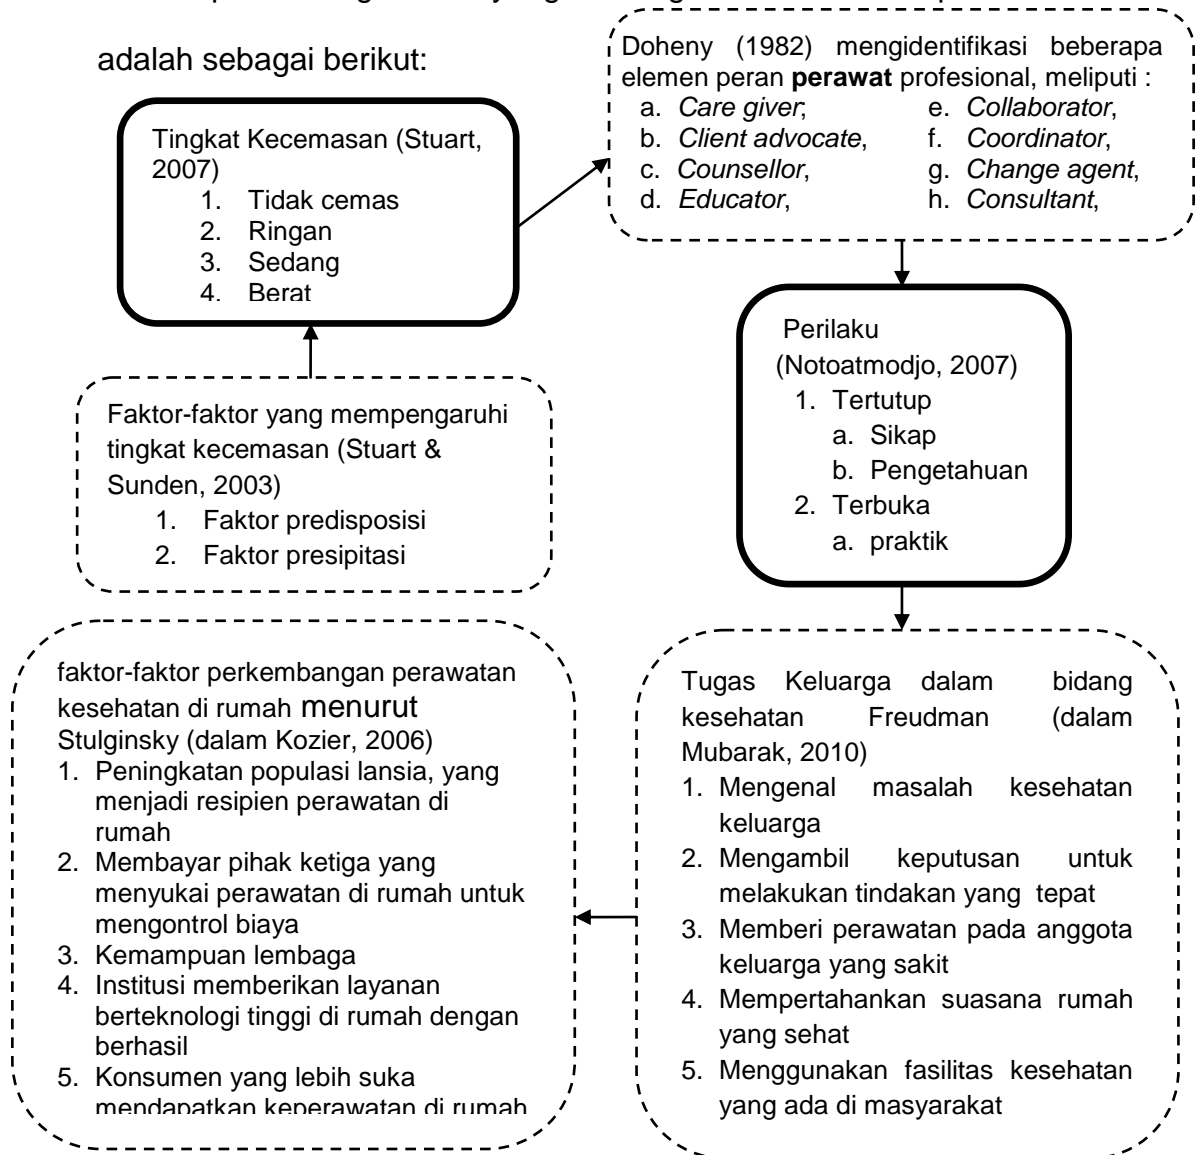 adalah sebagai berikut:
Doheny (1982) mengidentifikasi beberapa
elemen peran perawat profesional, meliputi :
a. Care giver, e. Collaborator,
b. Client advocate, f. Coordinator,
c. Counsellor, g. Change agent,
d. Educator, h. Consultant,
Tingkat Kecemasan (Stuart,
2007)
1. Tidak cemas
2. Ringan
3. Sedang
4. Berat
Perilaku
(Notoatmodjo, 2007)
1. Tertutup
a. Sikap
b. Pengetahuan
2. Terbuka
a. praktik
Faktor-faktor yang mempengaruhi
tingkat kecemasan (Stuart &
Sunden, 2003)
1. Faktor predisposisi
2. Faktor presipitasi
faktor-faktor perkembangan perawatan
kesehatan di rumah menurut
Stulginsky (dalam Kozier, 2006)
1. Peningkatan populasi lansia, yang
menjadi resipien perawatan di
rumah
2. Membayar pihak ketiga yang
menyukai perawatan di rumah untuk
mengontrol biaya
3. Kemampuan lembaga
4. Institusi memberikan layanan
berteknologi tinggi di rumah dengan
berhasil
5. Konsumen yang lebih suka
mendapatkan keperawatan di rumah
Tugas Keluarga dalam bidang
kesehatan Freudman (dalam
Mubarak, 2010)
1. Mengenal masalah kesehatan
keluarga
2. Mengambil keputusan untuk
melakukan tindakan yang tepat
3. Memberi perawatan pada anggota
keluarga yang sakit
4. Mempertahankan suasana rumah
yang sehat
5. Menggunakan fasilitas kesehatan
yang ada di masyarakat